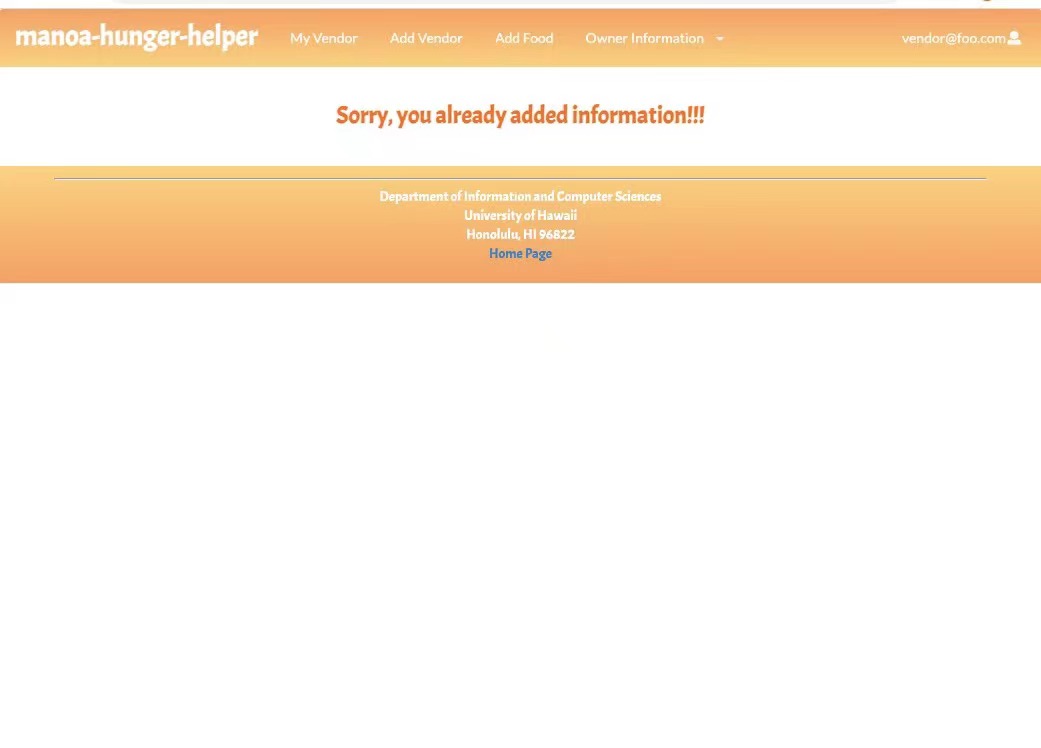 manoa-hunger-helper My Vendor Add Vendor Add Food Owner Information vendor@foo.com
Sorry, you already added information!!!
Department of Information and Computer Sciences
University of Hawaii
Honolulu, HI 96822
Home Page